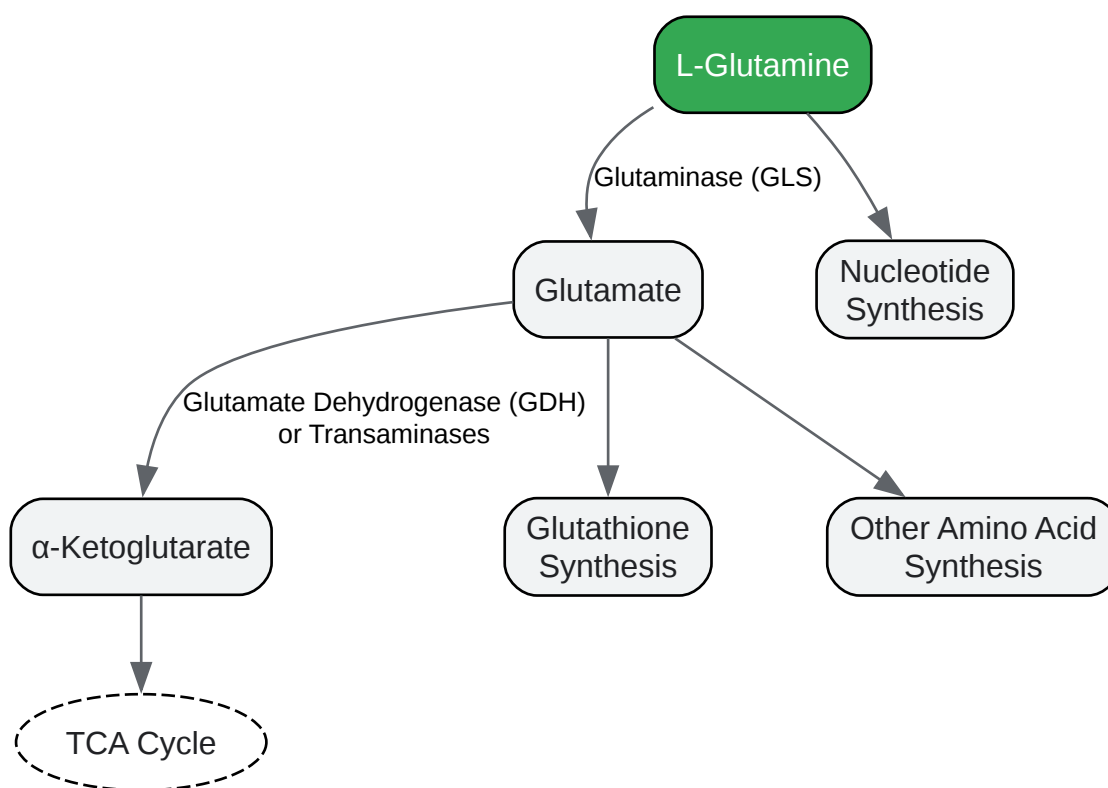 L-Glutamine
Glutaminase (GLS)
Glutamate
Nucleotide
Synthesis
Glutamate Dehydrogenase (GDH)
or Transaminases
α-Ketoglutarate
Glutathione
Synthesis
Other Amino Acid
Synthesis
TCA Cycle